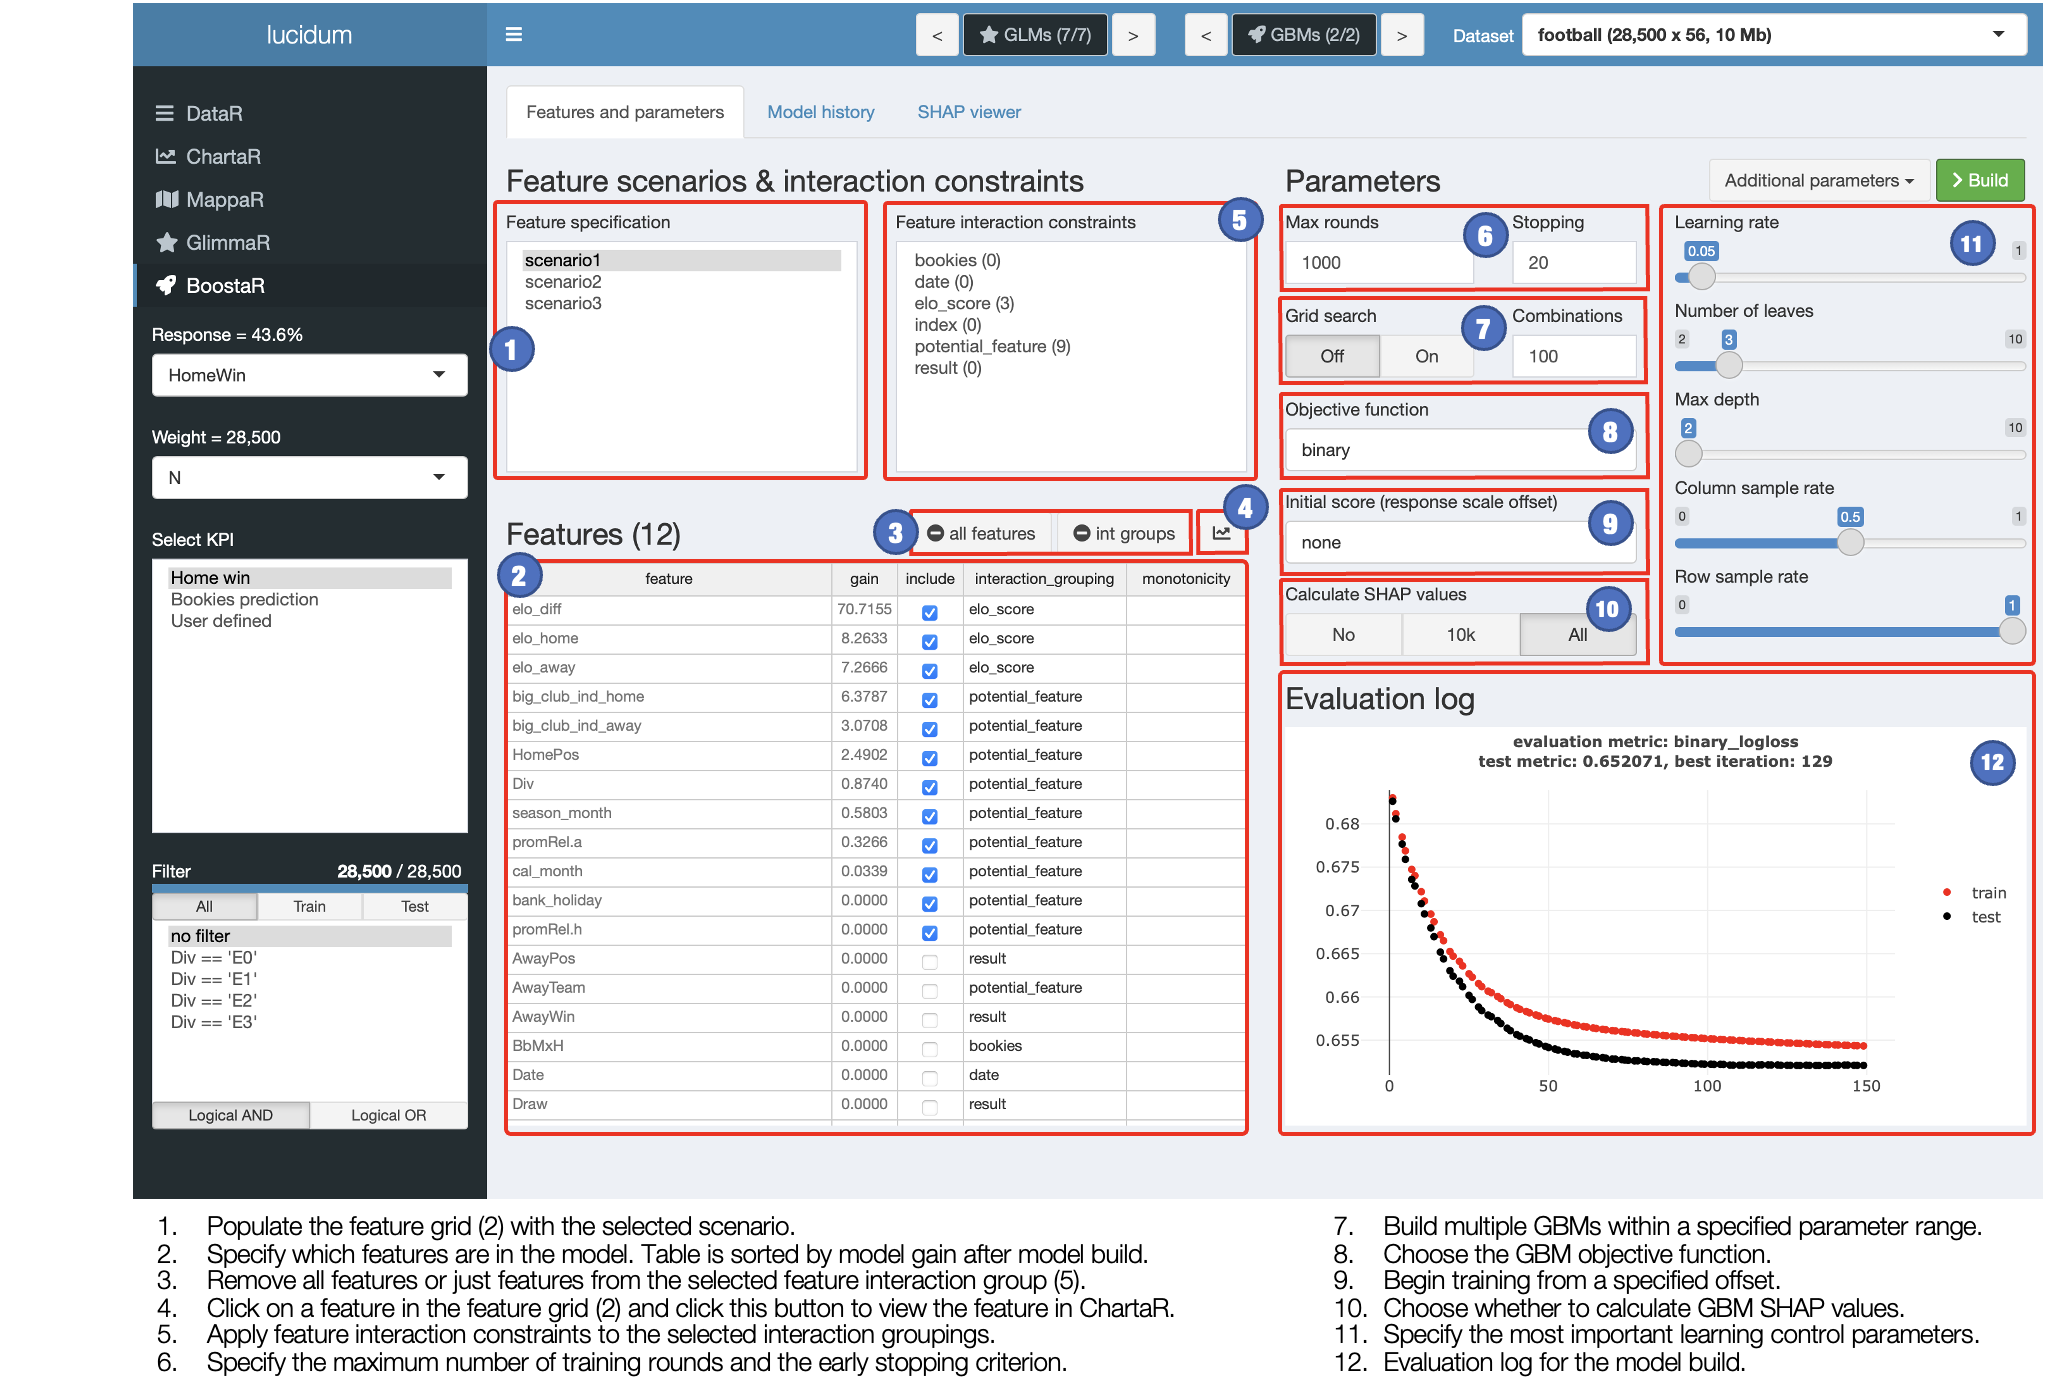 lucidum
< GLMs (7/7) >
< GBMs (2/2) >
Dataset football (28,500 x 56, 10 Mb)
DataR
ChartaR
MappaR
GlimmaR
BoostaR
Response = 43.6%
HomeWin
Weight = 28,500
N
Select KPI
Home win
Bookies prediction
User defined
Filter 28,500 / 28,500
All Train Test
no filter
Div == 'E0'
Div == 'E1'
Div == 'E2'
Div == 'E3'
Logical AND Logical OR
Features and parameters Model history SHAP viewer
Feature scenarios & interaction constraints
Feature specification
scenario1
scenario2
scenario3
1
Feature interaction constraints
5
bookies (0)
date (0)
elo_score (3)
index (0)
potential_feature (9)
result (0)
Features (12)
3
all features int groups
4
2
feature gain include interaction_grouping monotonicity
elo_diff 70.7155 elo_score
elo_home 8.2633 elo_score
elo_away 7.2666 elo_score
big_club_ind_home 6.3787 potential_feature
big_club_ind_away 3.0708 potential_feature
HomePos 2.4902 potential_feature
Div 0.8740 potential_feature
season_month 0.5803 potential_feature
promRel.a 0.3266 potential_feature
cal_month 0.0339 potential_feature
bank_holiday 0.0000 potential_feature
promRel.h 0.0000 potential_feature
AwayPos 0.0000 result
AwayTeam 0.0000 potential_feature
AwayWin 0.0000 result
BbMxH 0.0000 bookies
Date 0.0000 date
Draw 0.0000 result
Parameters
Additional parameters
Build
Max rounds 6 Stopping
1000 20
Grid search 7 Combinations
Off On 100
Objective function
8
binary
Initial score (response scale offset)
9
none
Calculate SHAP values
10
No 10k All
Learning rate
11
0.05 1
Number of leaves
2 3 10
Max depth
2 10
Column sample rate
0 0.5 1
Row sample rate
0 1
Evaluation log
evaluation metric: binary_logloss
test metric: 0.652071, best iteration: 129
12
0.68
0.675
0.67
0.665
0.66
0.655
0 50 100 150
train
test
1. Populate the feature grid (2) with the selected scenario.
2. Specify which features are in the model. Table is sorted by model gain after model build.
3. Remove all features or just features from the selected feature interaction group (5).
4. Click on a feature in the feature grid (2) and click this button to view the feature in ChartaR.
5. Apply feature interaction constraints to the selected interaction groupings.
6. Specify the maximum number of training rounds and the early stopping criterion.
7. Build multiple GBMs within a specified parameter range.
8. Choose the GBM objective function.
9. Begin training from a specified offset.
10. Choose whether to calculate GBM SHAP values.
11. Specify the most important learning control parameters.
12. Evaluation log for the model build.